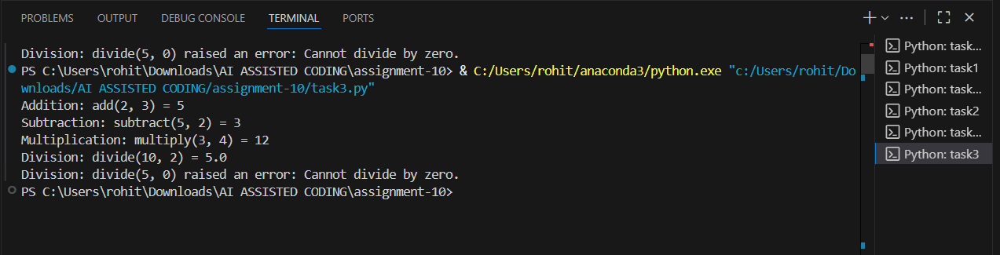 PROBLEMS OUTPUT DEBUG CONSOLE TERMINAL PORTS
Division: divide(5, 0) raised an error: Cannot divide by zero.
PS C:\Users\rohit\Downloads\AI ASSISTED CODING\assignment-10> & C:/Users/rohit/anaconda3/python.exe "c:/Users/rohit/Do
wnloads/AI ASSISTED CODING/assignment-10/task3.py"
Addition: add(2, 3) = 5
Subtraction: subtract(5, 2) = 3
Multiplication: multiply(3, 4) = 12
Division: divide(10, 2) = 5.0
Division: divide(5, 0) raised an error: Cannot divide by zero.
PS C:\Users\rohit\Downloads\AI ASSISTED CODING\assignment-10>
Python: task...
Python: task1
Python: task...
Python: task2
Python: task...
Python: task3